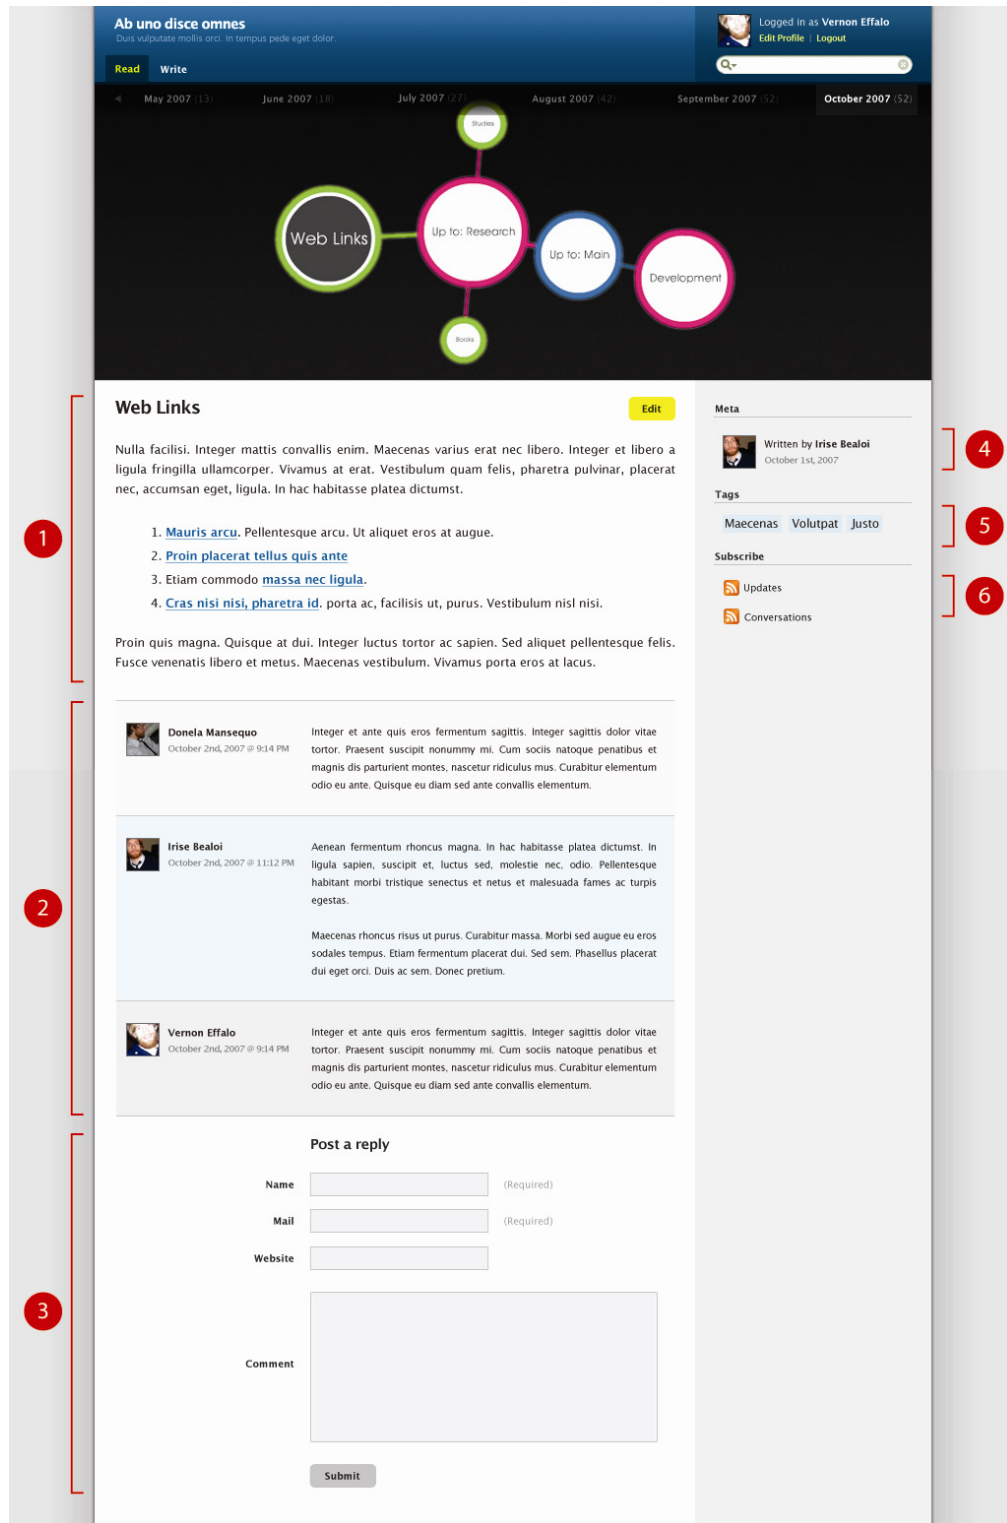 Ab uno disce omnes
Duis vulputate mollis orci. In tempus pede eget dolor.
Logged in as Vernon Effalo
Edit Profile | Logout
Read Write
May 2007 (13) June 2007 (18) July 2007 (27) August 2007 (42) September 2007 (52) October 2007 (52)
Studies
Web Links
Up to: Research
Up to: Main
Development
Books
Web Links
Edit
Nulla facilisi. Integer mattis convallis enim. Maecenas varius erat nec libero. Integer et libero a
ligula fringilla ullamcorper. Vivamus at erat. Vestibulum quam felis, pharetra pulvinar, placerat
nec, accumsan eget, ligula. In hac habitasse platea dictumst.
1. Mauris arcu. Pellentesque arcu. Ut aliquet eros at augue.
2. Proin placerat tellus quis ante
3. Etiam commodo massa nec ligula.
4. Cras nisi nisi, pharetra id. porta ac, facilisis ut, purus. Vestibulum nisl nisi.
Proin quis magna. Quisque at dui. Integer luctus tortor ac sapien. Sed aliquet pellentesque felis.
Fusce venenatis libero et metus. Maecenas vestibulum. Vivamus porta eros at lacus.
1
Donela Mansequo
October 2nd, 2007 @ 9:14 PM
Integer et ante quis eros fermentum sagittis. Integer sagittis dolor vitae
tortor. Praesent suscipit nonummy mi. Cum sociis natoque penatibus et
magnis dis parturient montes, nascetur ridiculus mus. Curabitur elementum
odio eu ante. Quisque eu diam sed ante convallis elementum.
Irise Bealoi
October 2nd, 2007 @ 11:12 PM
Aenean fermentum rhoncus magna. In hac habitasse platea dictumst. In
ligula sapien, suscipit et, luctus sed, molestie nec, odio. Pellentesque
habitant morbi tristique senectus et netus et malesuada fames ac turpis
egestas.
Maecenas rhoncus risus ut purus. Curabitur massa. Morbi sed augue eu eros
sodales tempus. Etiam fermentum placerat dui. Sed sem. Phasellus placerat
dui eget orci. Duis ac sem. Donec pretium.
2
Vernon Effalo
October 2nd, 2007 @ 9:14 PM
Integer et ante quis eros fermentum sagittis. Integer sagittis dolor vitae
tortor. Praesent suscipit nonummy mi. Cum sociis natoque penatibus et
magnis dis parturient montes, nascetur ridiculus mus. Curabitur elementum
odio eu ante. Quisque eu diam sed ante convallis elementum.
Post a reply
Name (Required)
Mail (Required)
Website
3
Comment
Submit
Meta
Written by Irise Bealoi
October 1st, 2007
4
Tags
Maecenas Volutpat Justo
5
Subscribe
Updates
Conversations
6